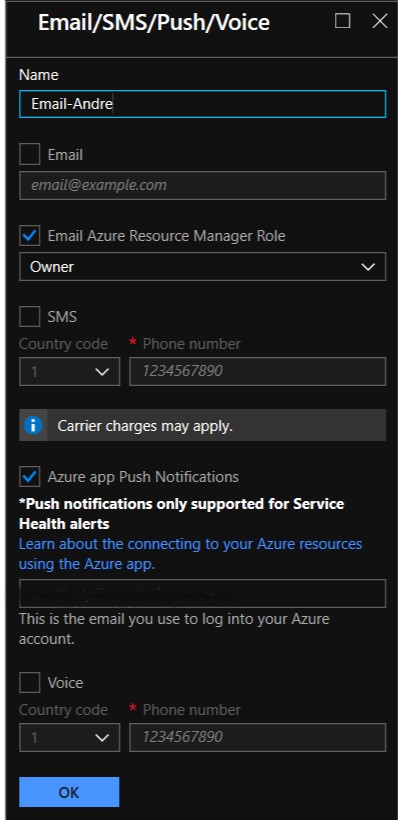 Email/SMS/Push/Voice
Name
Email-Andre
Email
email@example.com
Email Azure Resource Manager Role
Owner
SMS
Country code * Phone number
1 1234567890
Carrier charges may apply.
Azure app Push Notifications
*Push notifications only supported for Service
Health alerts
Learn about the connecting to your Azure resources
using the Azure app.
This is the email you use to log into your Azure
account.
Voice
Country code * Phone number
1 1234567890
OK